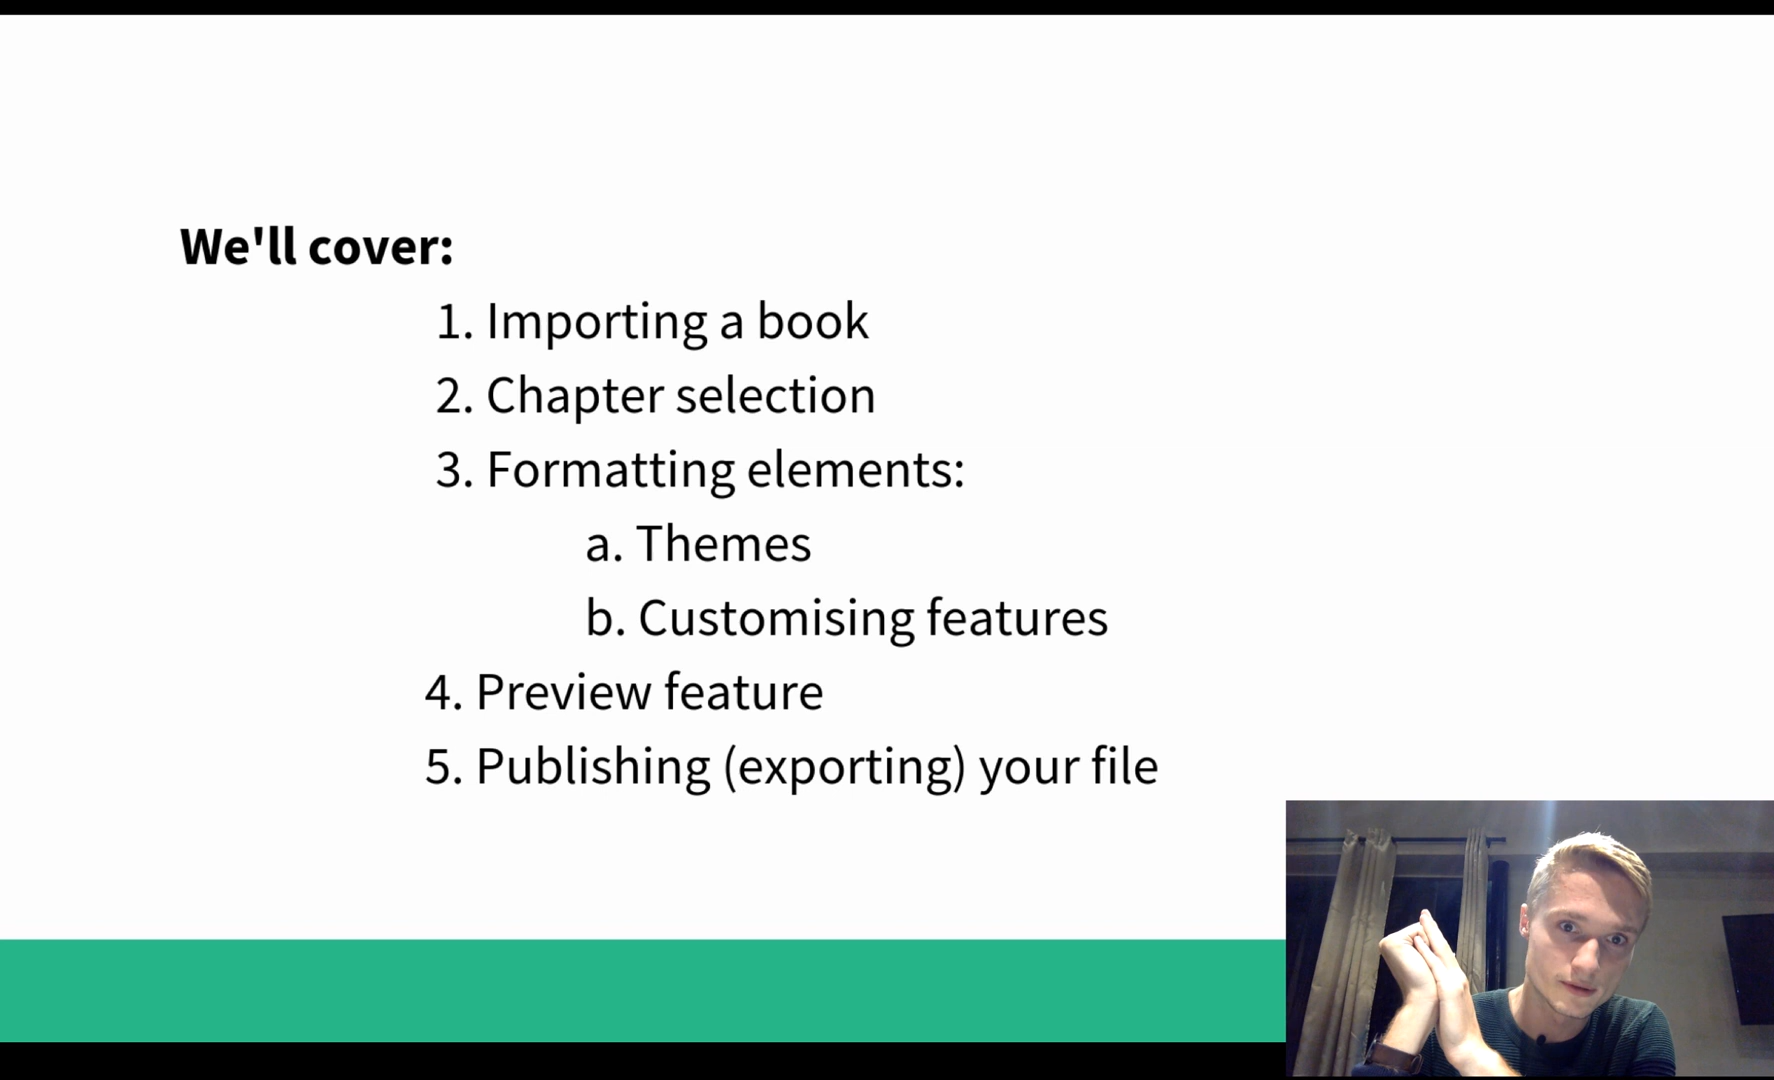 We'll cover:
1. Importing a book
2. Chapter selection
3. Formatting elements:
a. Themes
b. Customising features
4. Preview feature
5. Publishing (exporting) your file